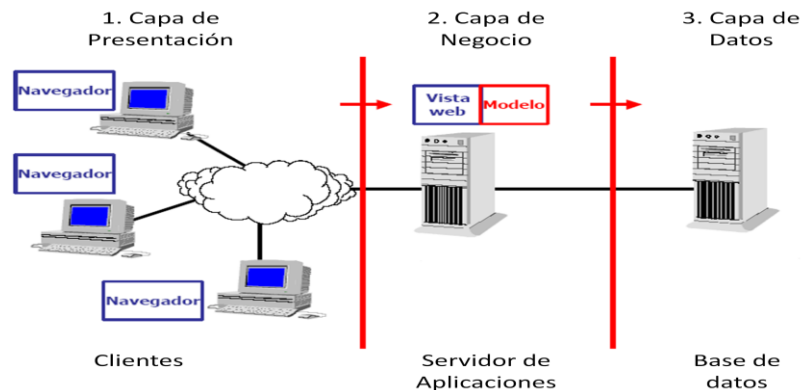 1. Capa de
Presentación
2. Capa de
Negocio
3. Capa de
Datos
Navegador
Vista
web
Modelo
Navegador
Navegador
Clientes
Servidor de
Aplicaciones
Base de
datos